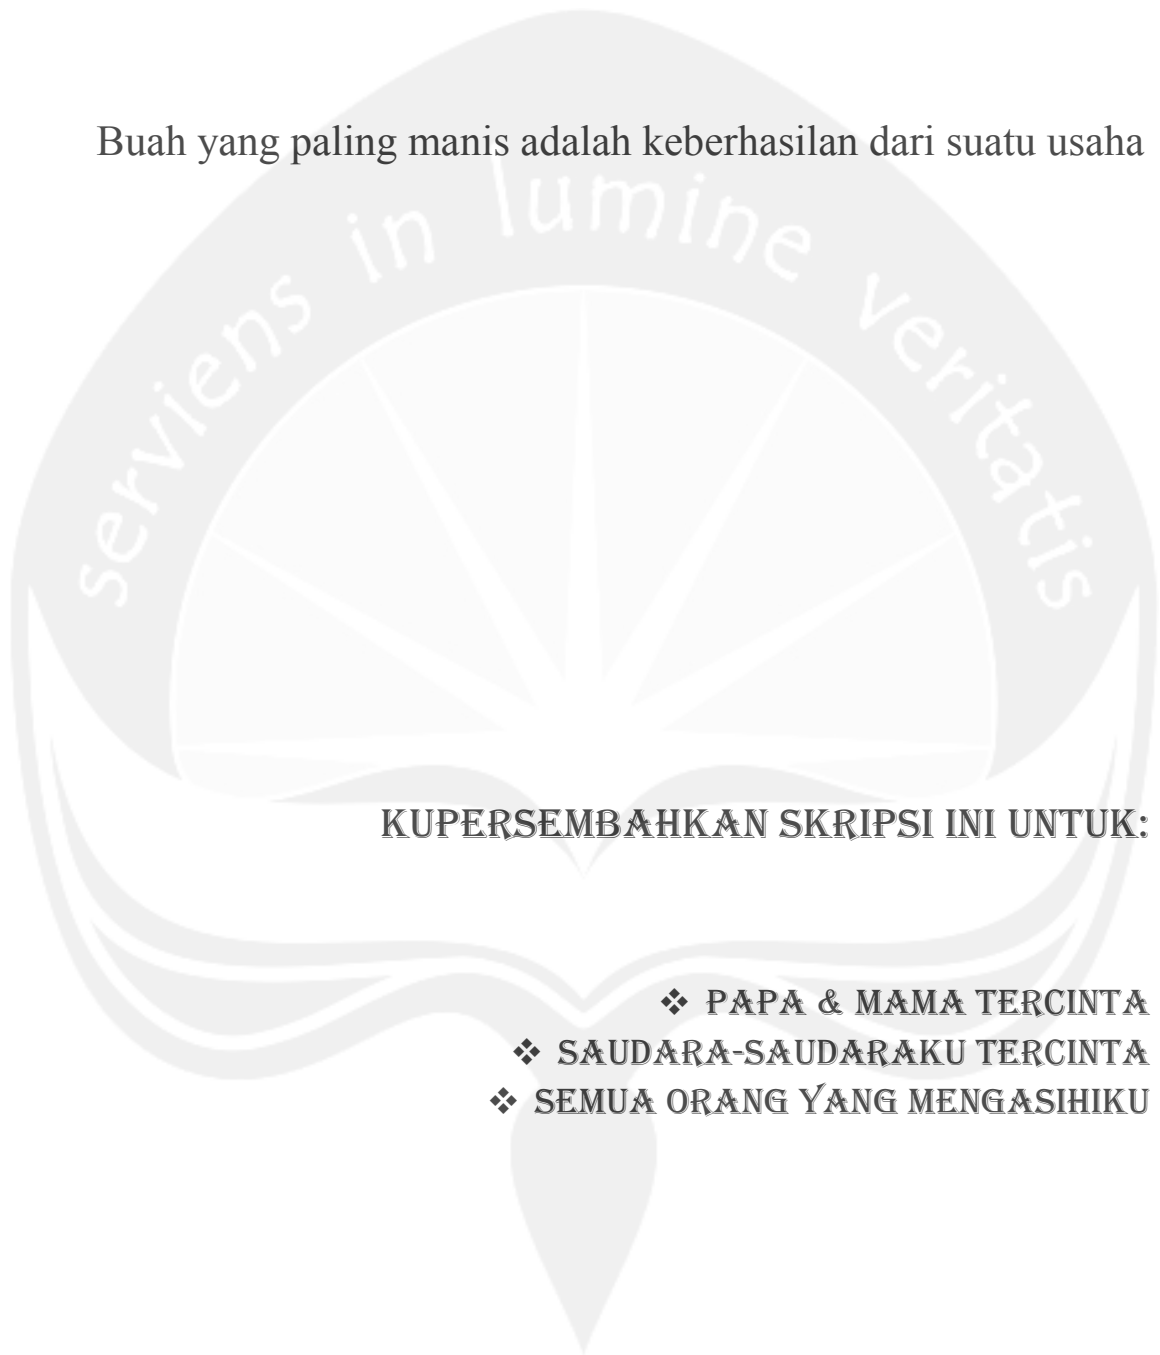 Buah yang paling manis adalah keberhasilan dari suatu usaha
serviens in lumine veritatis
KUPERSEMBAHKAN SKRIPSI INI UNTUK:
❖ PAPA & MAMA TERCINTA
❖ SAUDARA-SAUDARAKU TERCINTA
❖ SEMUA ORANG YANG MENGASIHIKU